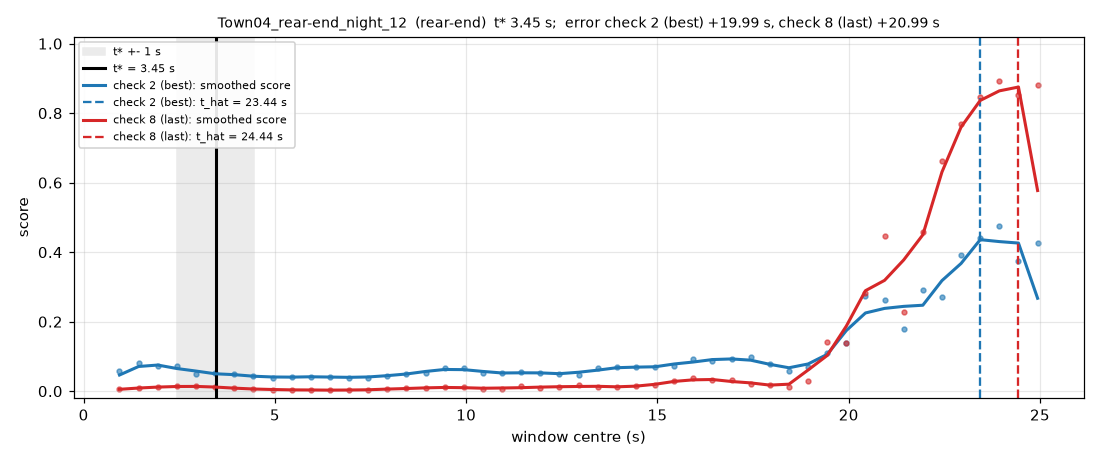 Town04_rear-end_night_12  (rear-end)  t* 3.45 s;  error check 2 (best) +19.99 s, check 8 (last) +20.99 s
t* +- 1 s
t* = 3.45 s
check 2 (best): smoothed score
check 2 (best): t_hat = 23.44 s
check 8 (last): smoothed score
check 8 (last): t_hat = 24.44 s
score
1.0
0.8
0.6
0.4
0.2
0.0
0 5 10 15 20 25
window centre (s)